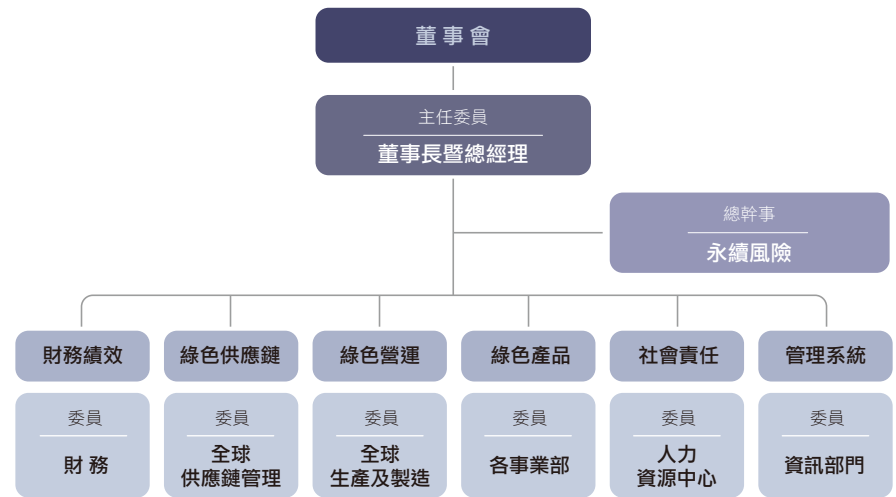 董事會
主任委員
董事長暨總經理
總幹事
永續風險
財務績效
綠色供應鏈
綠色營運
綠色產品
社會責任
管理系統
委員
財務
委員
全球
供應鏈管理
委員
全球
生產及製造
委員
各事業部
委員
人力
資源中心
委員
資訊部門